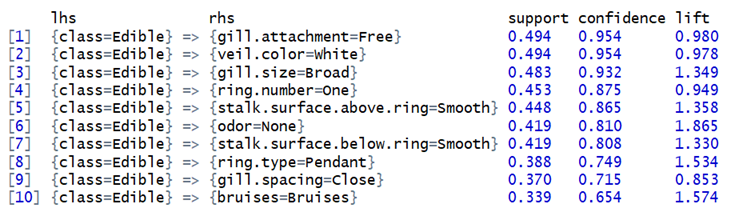 lhs rhs support confidence lift
[1] {class=Edible} => {gill.attachment=Free} 0.494 0.954 0.980
[2] {class=Edible} => {veil.color=White} 0.494 0.954 0.978
[3] {class=Edible} => {gill.size=Broad} 0.483 0.932 1.349
[4] {class=Edible} => {ring.number=One} 0.453 0.875 0.949
[5] {class=Edible} => {stalk.surface.above.ring=Smooth} 0.448 0.865 1.358
[6] {class=Edible} => {odor=None} 0.419 0.810 1.865
[7] {class=Edible} => {stalk.surface.below.ring=Smooth} 0.419 0.808 1.330
[8] {class=Edible} => {ring.type=Pendant} 0.388 0.749 1.534
[9] {class=Edible} => {gill.spacing=Close} 0.370 0.715 0.853
[10] {class=Edible} => {bruises=Bruises} 0.339 0.654 1.574